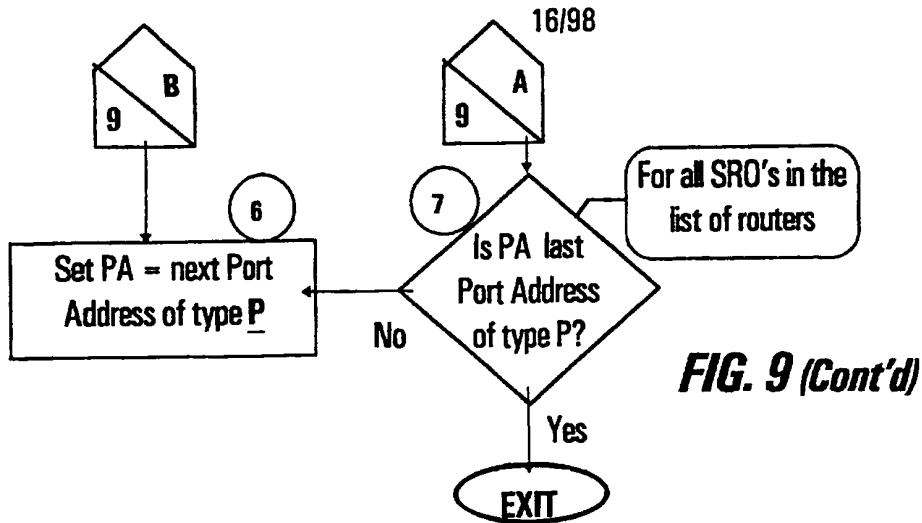 16/98
B
9
A
9
6
7
For all SRO's in the
list of routers
Set PA = next Port
Address of type P
Is PA last
Port Address
of type P?
No
FIG. 9 (Cont'd)
Yes
EXIT